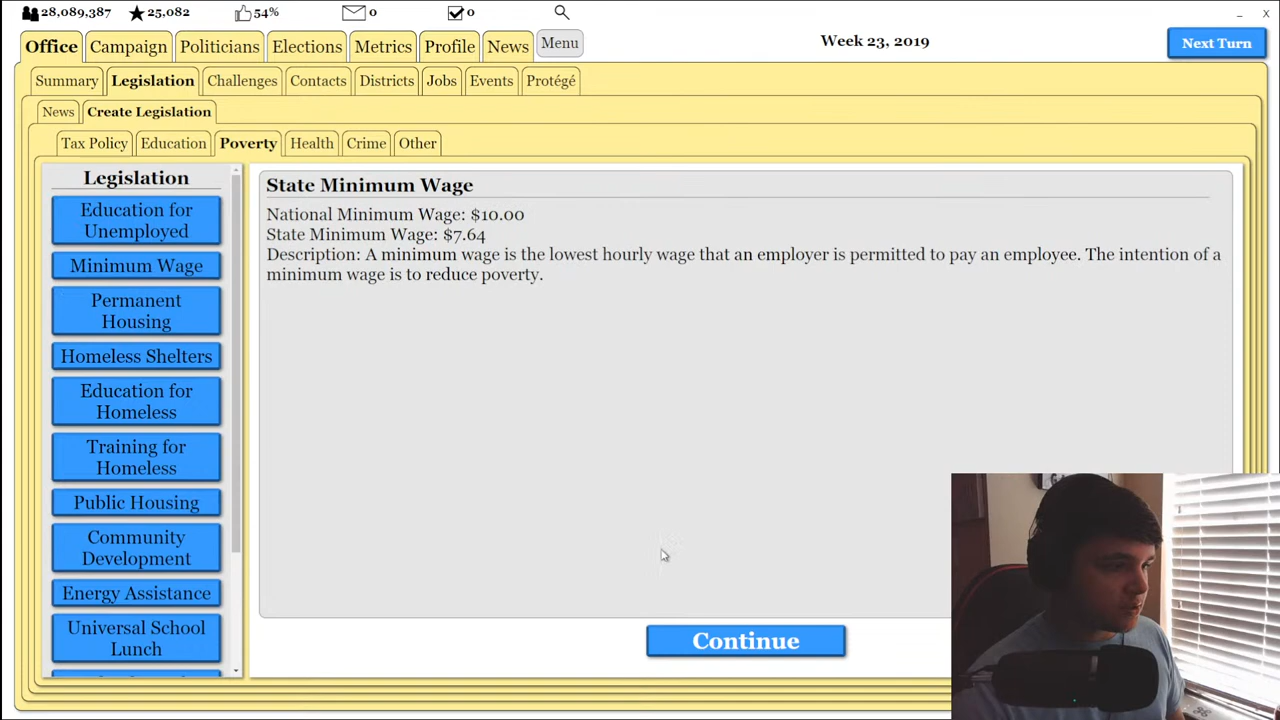 28,089,387 25,082 54% 0 0
_ X
Office Campaign Politicians Elections Metrics Profile News Menu
Week 23, 2019
Next Turn
Summary Legislation Challenges Contacts Districts Jobs Events Protégé
News Create Legislation
Tax Policy Education Poverty Health Crime Other
Legislation
Education for
Unemployed
Minimum Wage
Permanent
Housing
Homeless Shelters
Education for
Homeless
Training for
Homeless
Public Housing
Community
Development
Energy Assistance
Universal School
Lunch
State Minimum Wage
National Minimum Wage: $10.00
State Minimum Wage: $7.64
Description: A minimum wage is the lowest hourly wage that an employer is permitted to pay an employee. The intention of a
minimum wage is to reduce poverty.
Continue